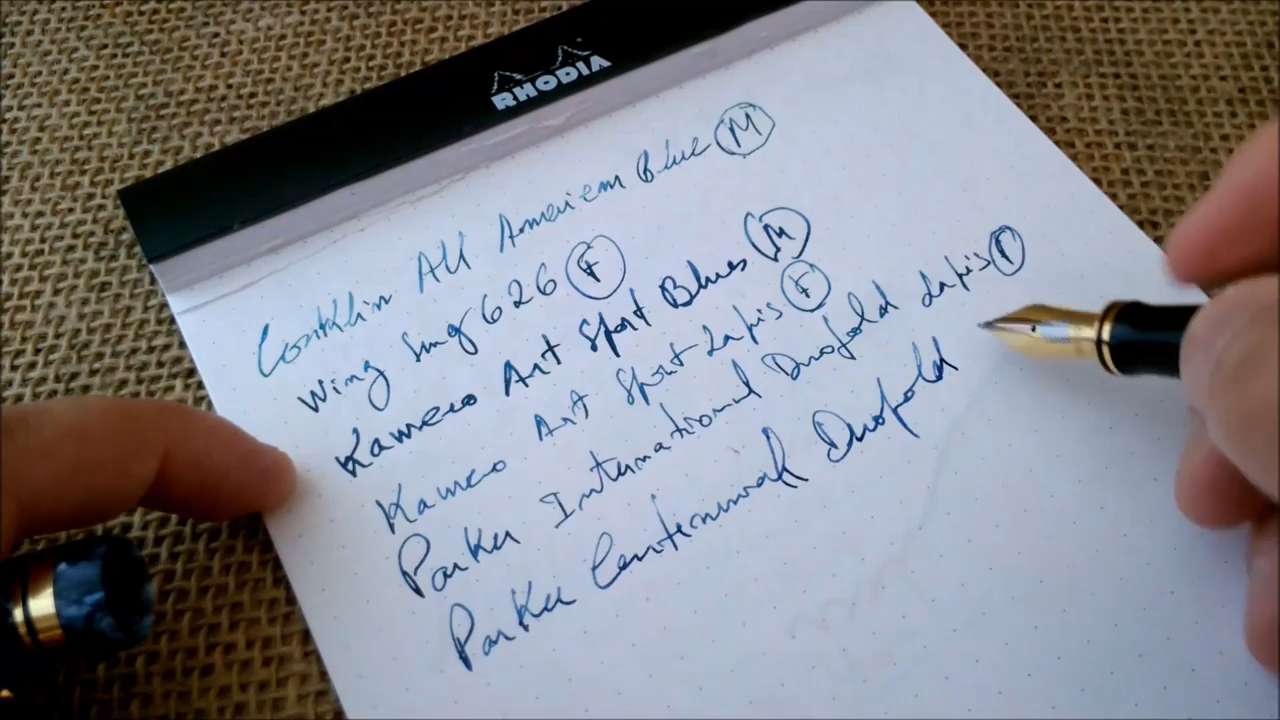 RHODIA
Conklin All American Blue M
Wing Sung 626 F
Kaweco Art Sport Blues M
Kaweco Art Sport Lapis F
Parker International Duofold Lapis F
Parker Centennial Duofold